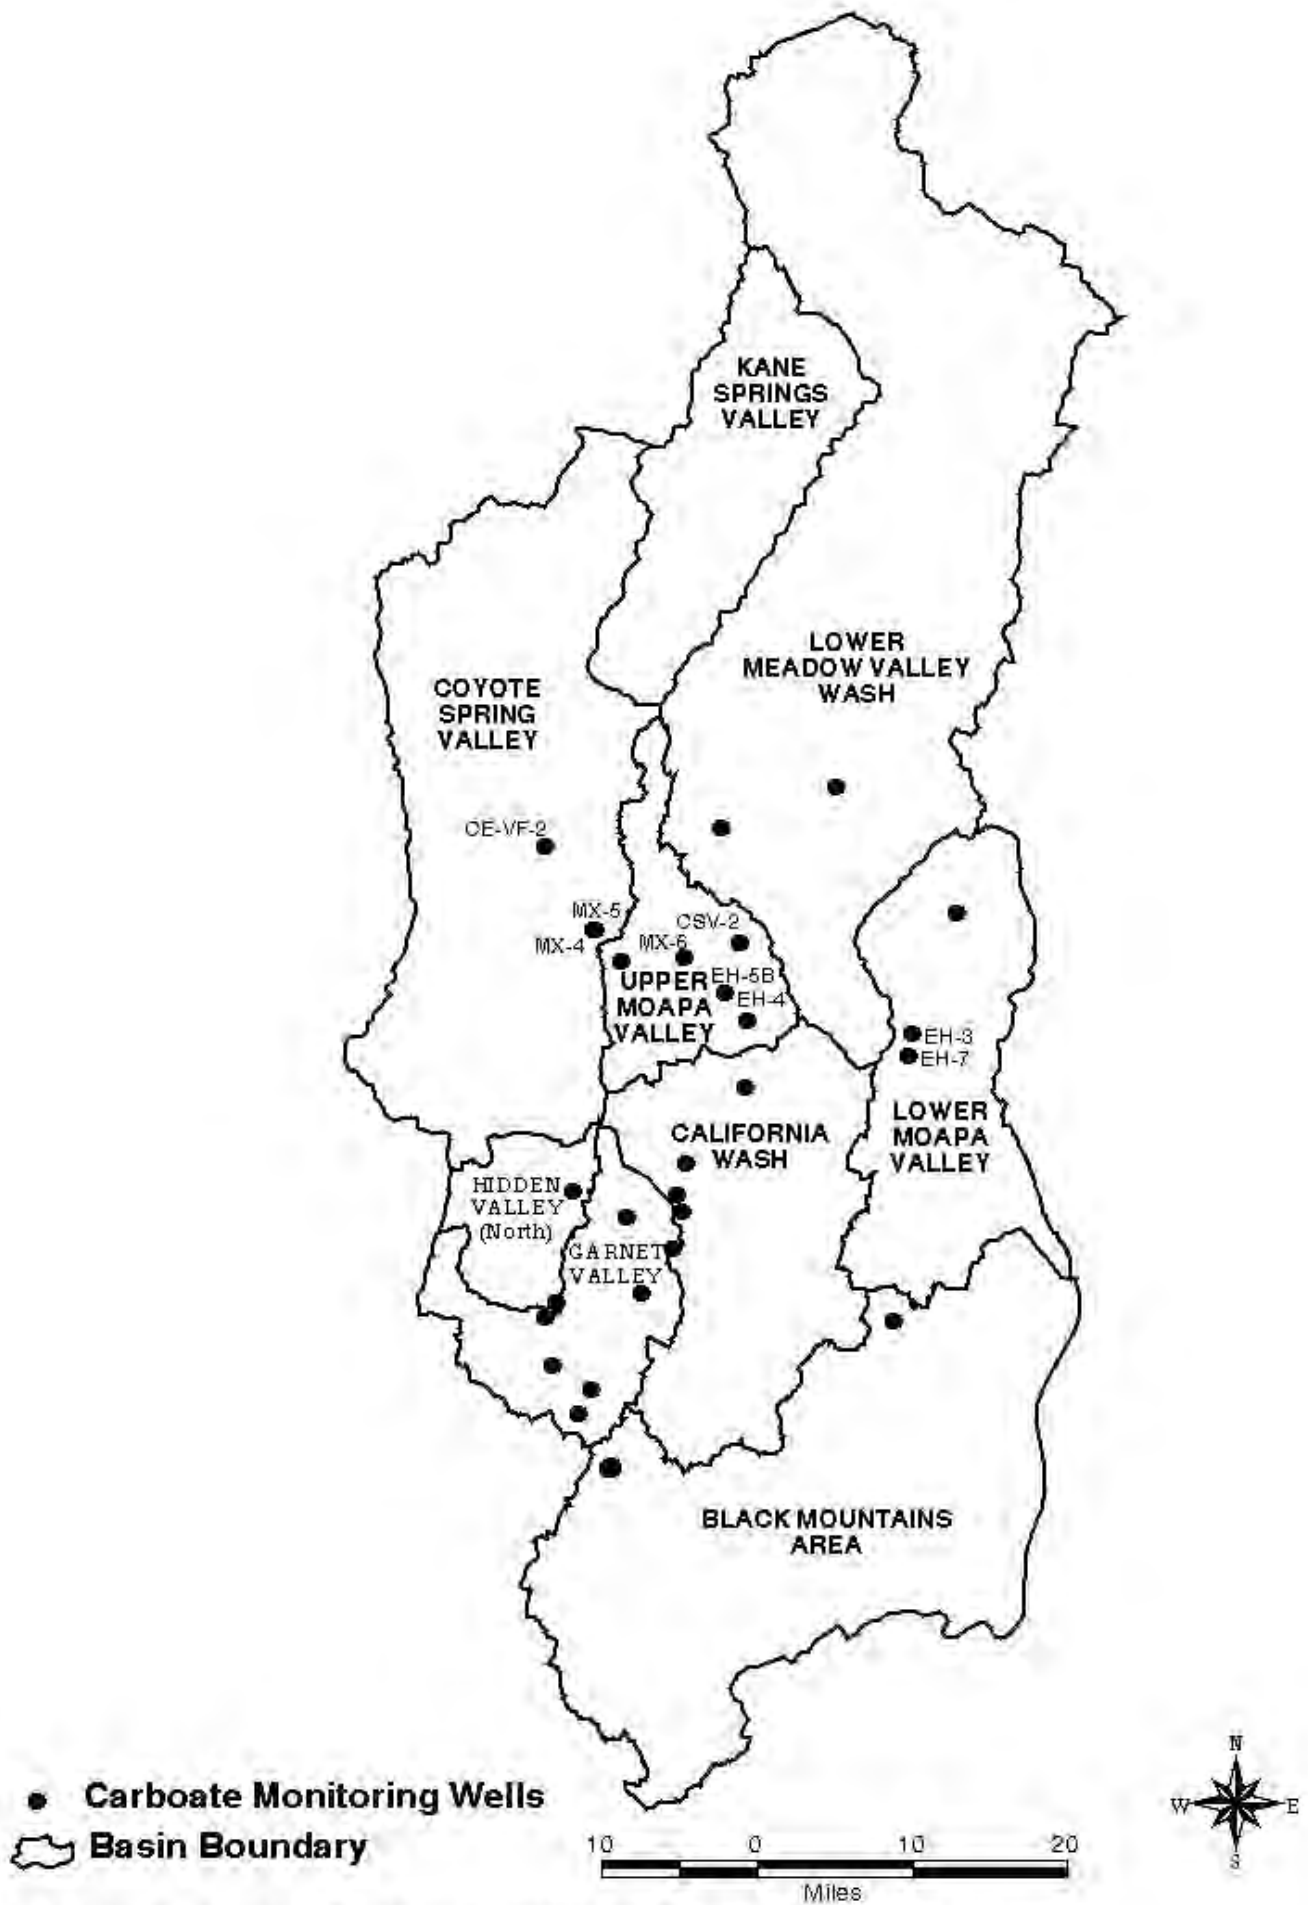 KANE
SPRINGS
VALLEY
LOWER
MEADOW VALLEY
WASH
COYOTE
SPRING
VALLEY
CE-VF-2
MX-5
MX-4
CSV-2
MX-6
EH-5B
EH-4
UPPER
MOAPA
VALLEY
EH-3
EH-7
LOWER
MOAPA
VALLEY
CALIFORNIA
WASH
HIDDEN
VALLEY
(North)
GARNET
VALLEY
BLACK MOUNTAINS
AREA
Carboate Monitoring Wells
Basin Boundary
10 0 10 20
Miles
N
W E
S